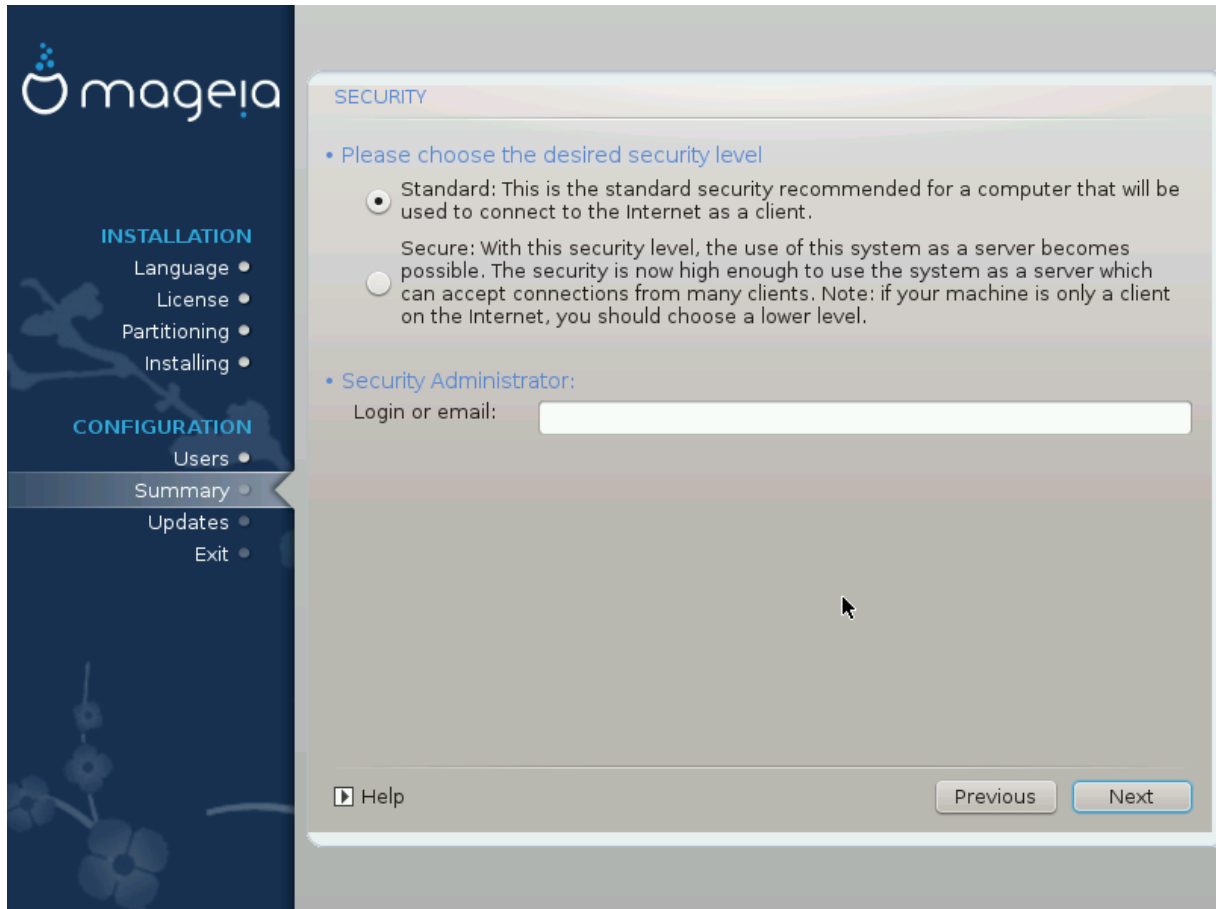 mageia
INSTALLATION
Language
License
Partitioning
Installing
CONFIGURATION
Users
Summary
Updates
Exit
SECURITY
• Please choose the desired security level
Standard: This is the standard security recommended for a computer that will be
used to connect to the Internet as a client.
Secure: With this security level, the use of this system as a server becomes
possible. The security is now high enough to use the system as a server which
can accept connections from many clients. Note: if your machine is only a client
on the Internet, you should choose a lower level.
• Security Administrator:
Login or email:
Help
Previous
Next